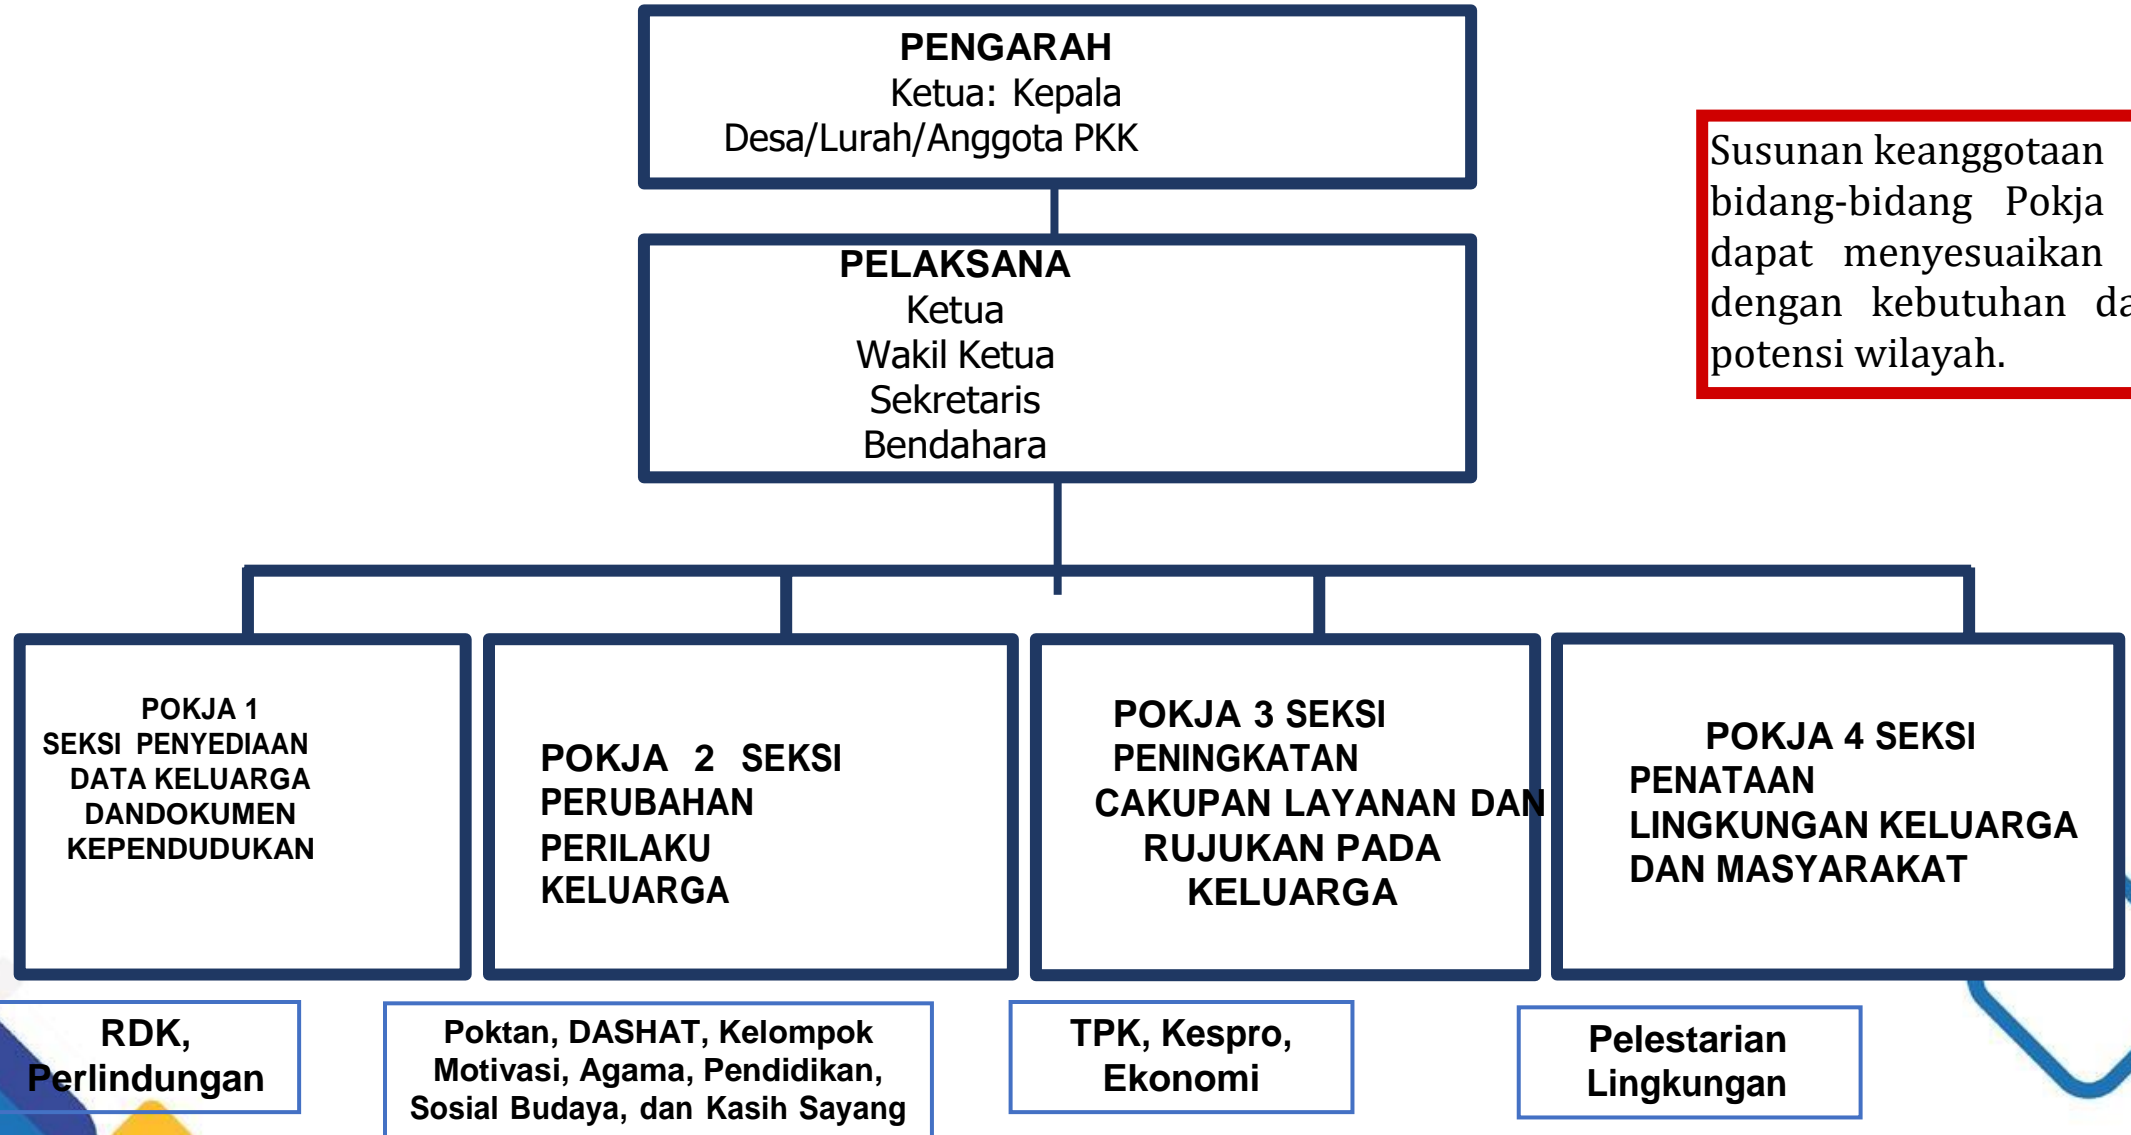 PENGARAH
Ketua: Kepala
Desa/Lurah/Anggota PKK
Susunan keanggotaan
bidang-bidang Pokja
dapat menyesuaikan
dengan kebutuhan
potensi wilayah.
PELAKSANA
Ketua
Wakil Ketua
Sekretaris
Bendahara
POKJA 1
SEKSI PENYEDIAAN
DATA KELUARGA
DANDOKUMEN
KEPENDUDUKAN
POKJA 2 SEKSI
PERUBAHAN
PERILAKU
KELUARGA
POKJA 3 SEKSI
PENINGKATAN
CAKUPAN LAYANAN DAN
RUJUKAN PADA
KELUARGA
POKJA 4 SEKSI
PENATAAN
LINGKUNGAN KELUARGA
DAN MASYARAKAT
RDK,
Perlindungan
Poktan, DASHAT, Kelompok
Motivasi, Agama, Pendidikan,
Sosial Budaya, dan Kasih Sayang
TPK, Kespro,
Ekonomi
Pelestarian
Lingkungan